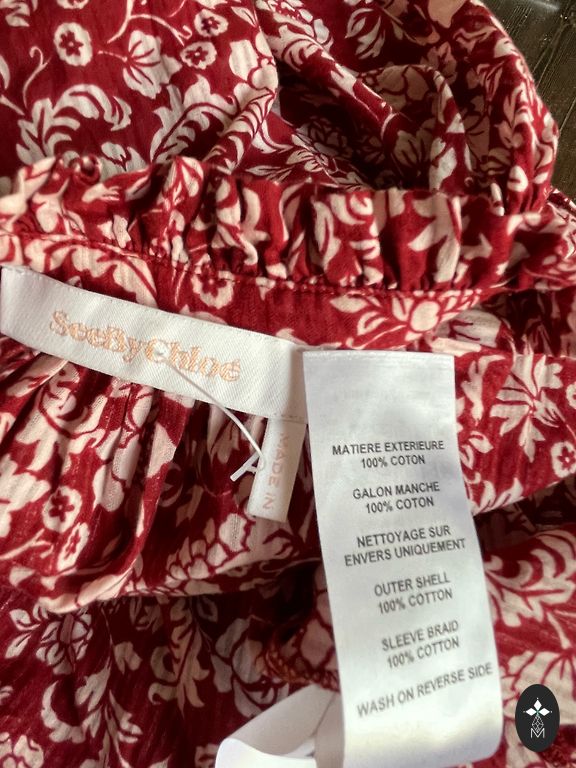 SeeByChloé
MADE IN
MATIERE EXTERIEURE
100% COTON
GALON MANCHE
100% COTON
NETTOYAGE SUR
ENVERS UNIQUEMENT
OUTER SHELL
100% COTTON
SLEEVE BRAID
100% COTTON
WASH ON REVERSE SIDE
M